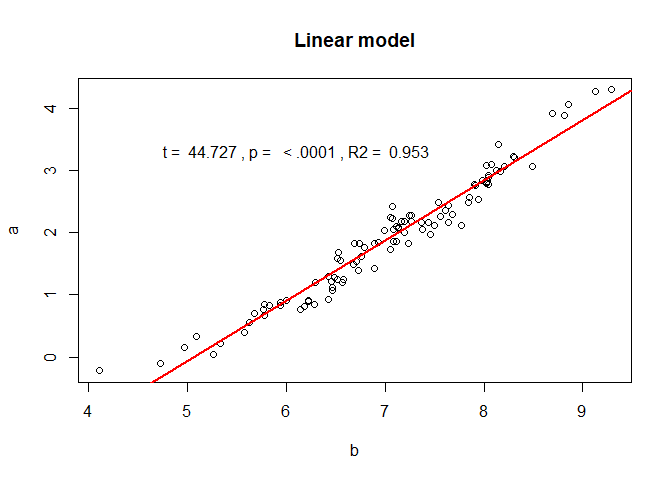 Linear model
t = 44.727 , p = < .0001 , R2 = 0.953
a
4
3
2
1
0
4 5 6 7 8 9
b